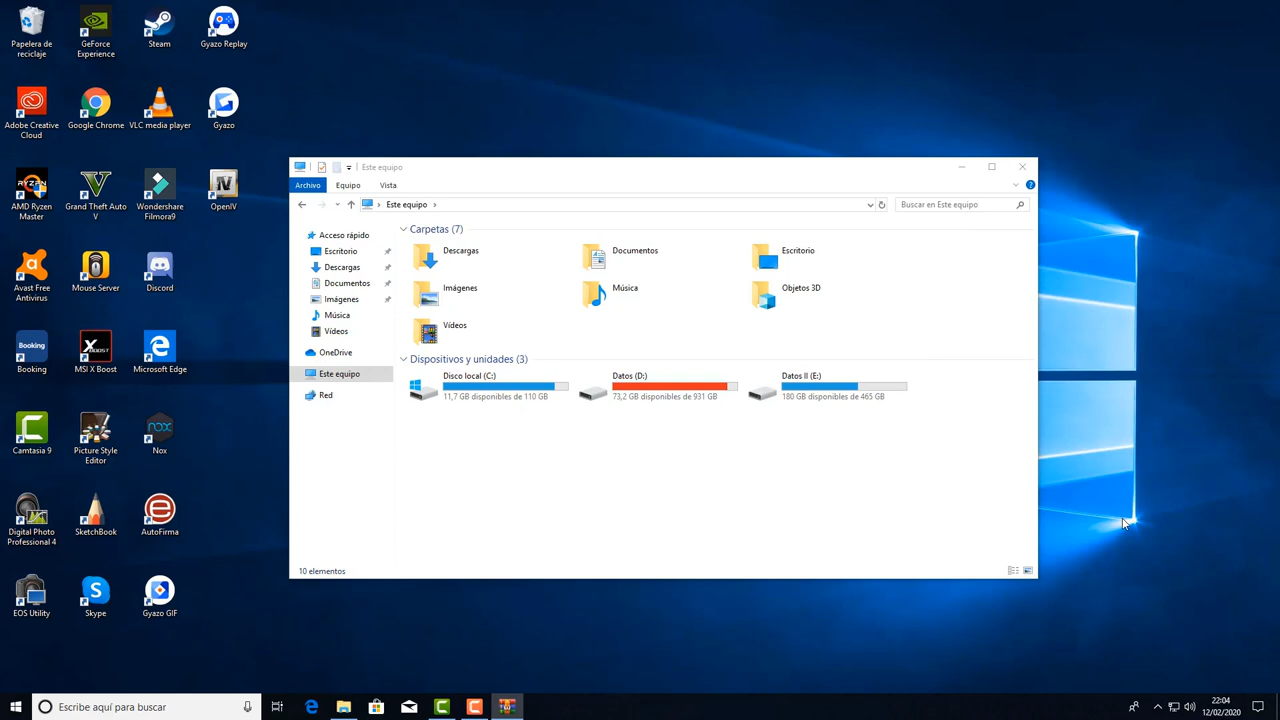 Papelera de
reciclaje
GeForce
Experience
Steam
Gyazo Replay
Adobe Creative
Cloud
Google Chrome
VLC media player
Gyazo
AMD Ryzen
Master
Grand Theft Auto
V
Wondershare
Filmora9
OpenIV
Avast Free
Antivirus
Mouse Server
Discord
Booking
MSI X Boost
Microsoft Edge
Camtasia 9
Picture Style
Editor
Nox
Digital Photo
Professional 4
SketchBook
AutoFirma
EOS Utility
Skype
Gyazo GIF
Este equipo
Archivo Equipo Vista
Este equipo
Buscar en Este equipo
Acceso rápido
Escritorio
Descargas
Documentos
Imágenes
Música
Vídeos
OneDrive
Este equipo
Red
Carpetas (7)
Descargas
Documentos
Escritorio
Imágenes
Música
Objetos 3D
Vídeos
Dispositivos y unidades (3)
Disco local (C:)
11,7 GB disponibles de 110 GB
Datos (D:)
73,2 GB disponibles de 931 GB
Datos II (E:)
180 GB disponibles de 465 GB
10 elementos
Escribe aquí para buscar
22:04
12/02/2020